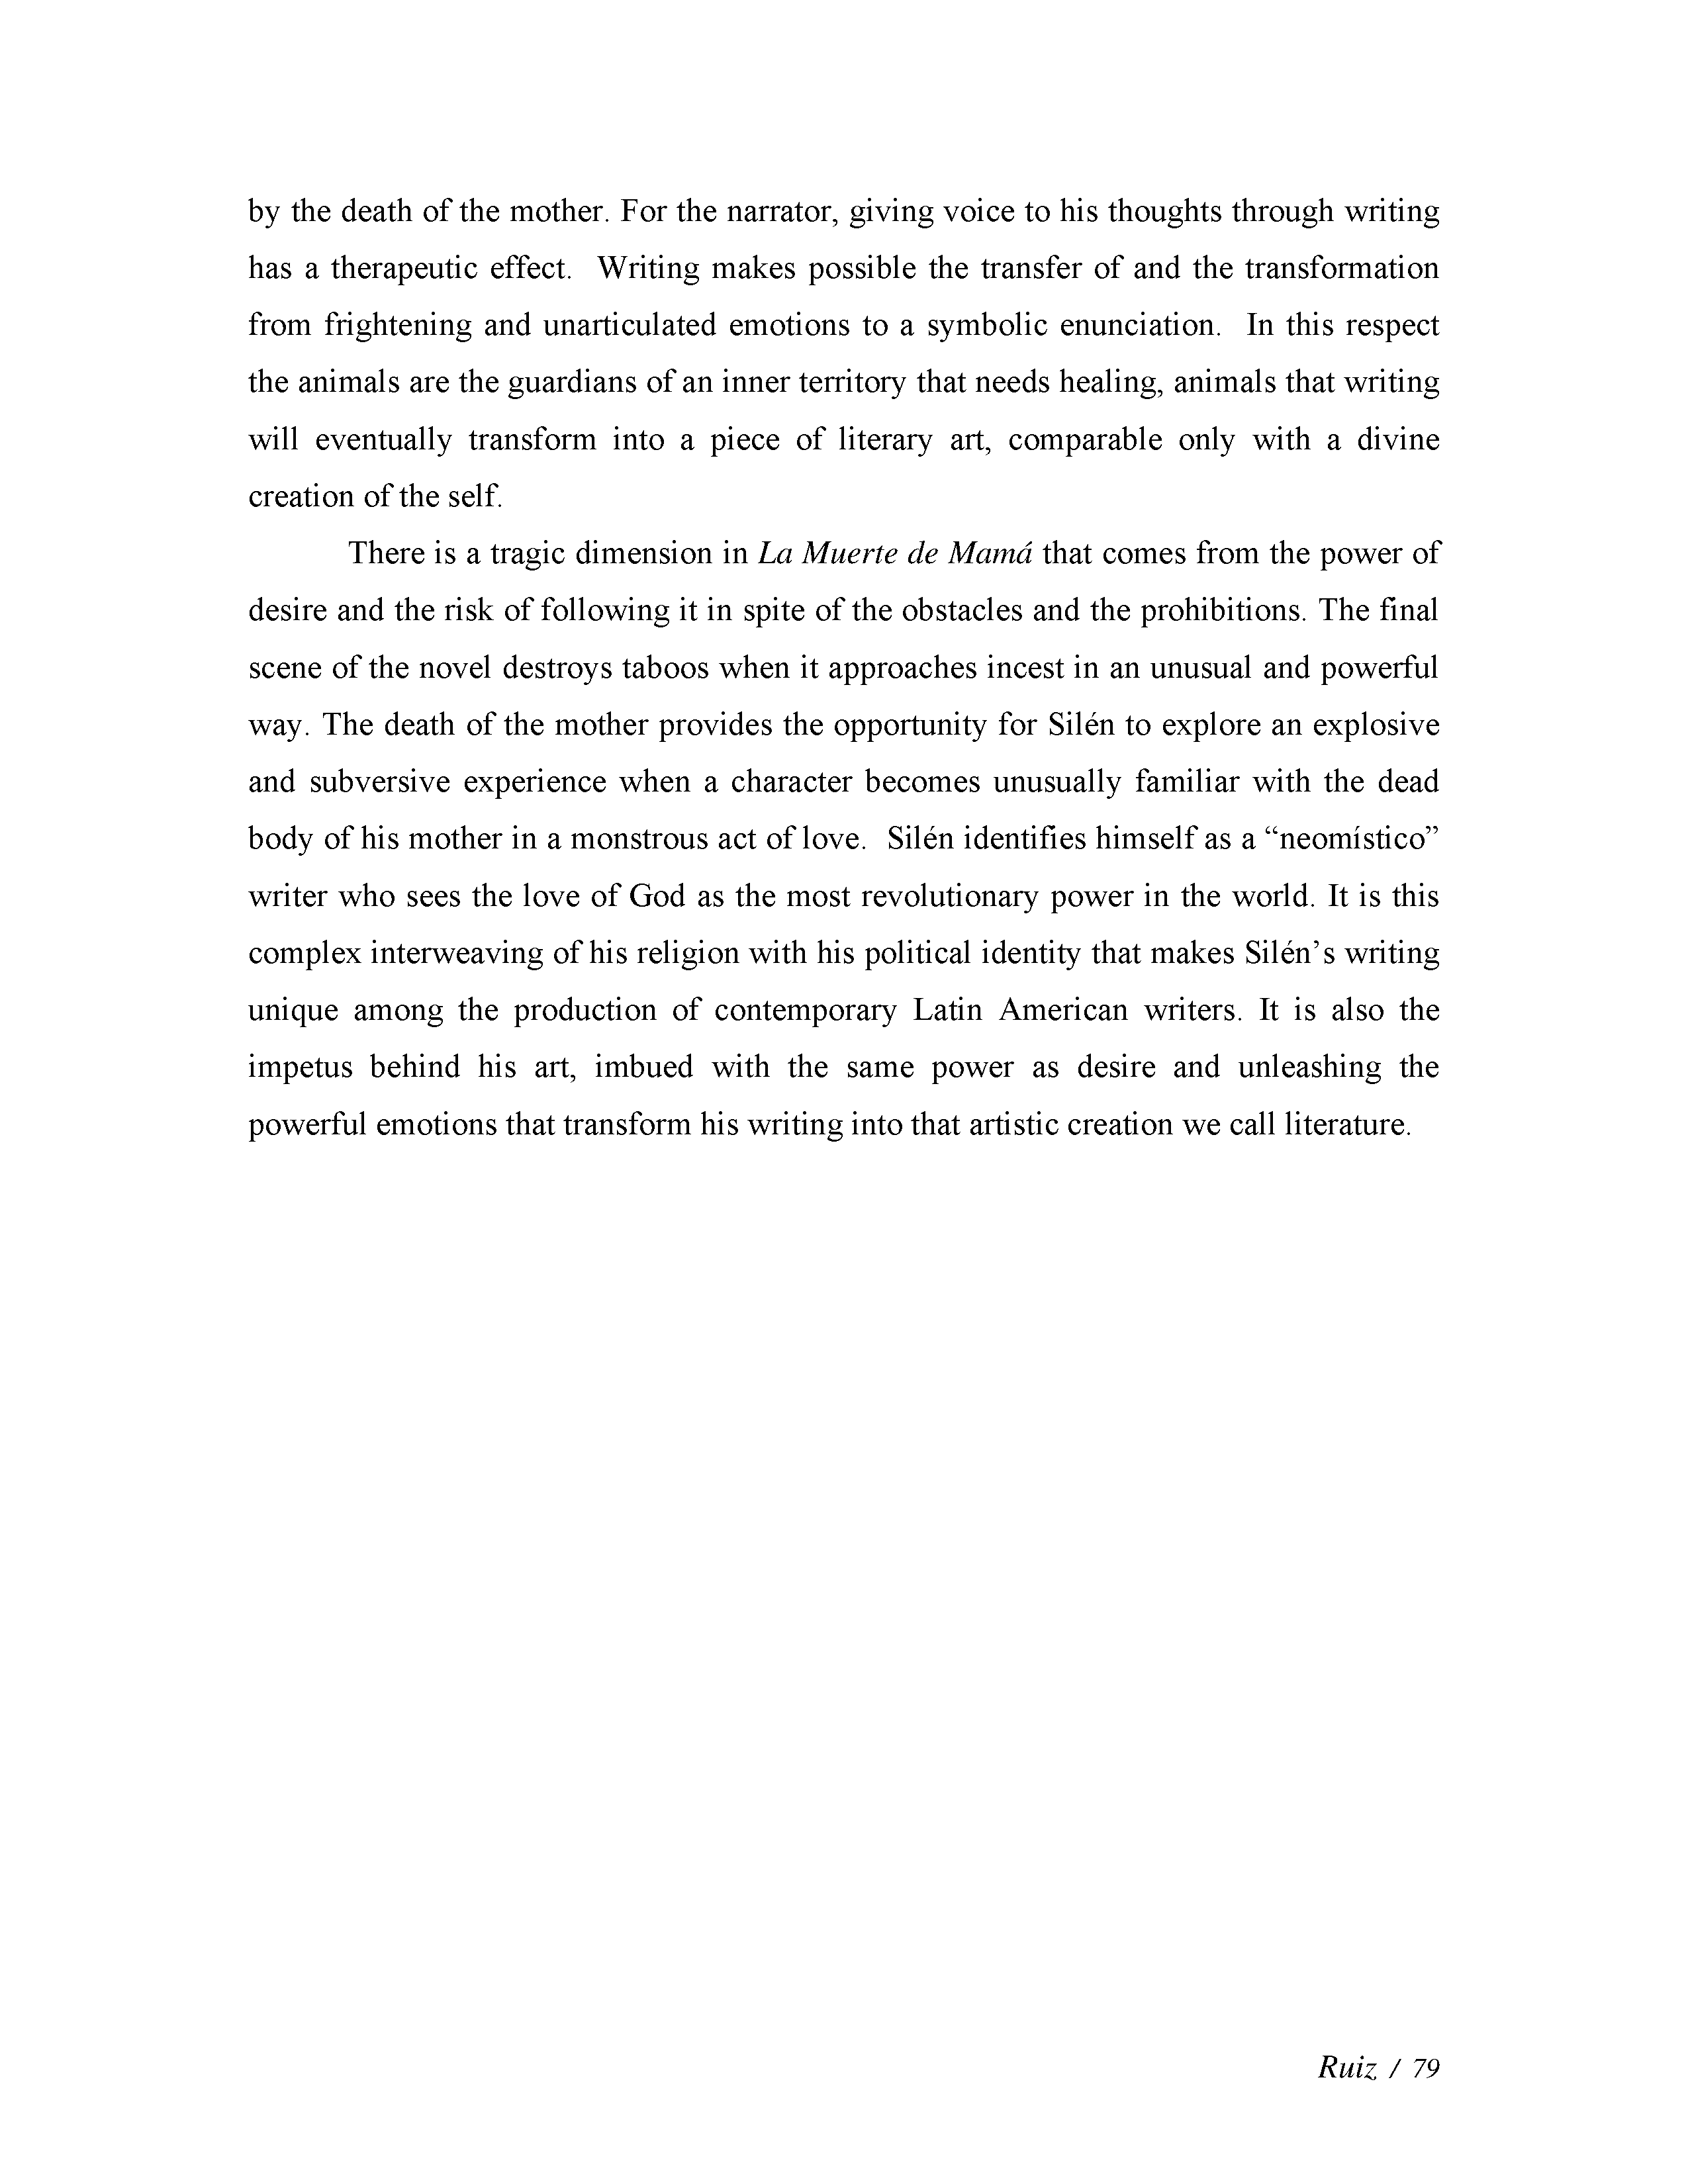 by the death of the mother. For the narrator, giving voice to his thoughts through writing
has a therapeutic effect.  Writing makes possible the transfer of and the transformation
from frightening and unarticulated emotions to a symbolic enunciation.  In this respect
the animals are the guardians of an inner territory that needs healing, animals that writing
will eventually transform into a piece of literary art, comparable only with a divine
creation of the self.
There is a tragic dimension in La Muerte de Mamá that comes from the power of
desire and the risk of following it in spite of the obstacles and the prohibitions. The final
scene of the novel destroys taboos when it approaches incest in an unusual and powerful
way. The death of the mother provides the opportunity for Silén to explore an explosive
and subversive experience when a character becomes unusually familiar with the dead
body of his mother in a monstrous act of love.  Silén identifies himself as a “neomístico”
writer who sees the love of God as the most revolutionary power in the world. It is this
complex interweaving of his religion with his political identity that makes Silén’s writing
unique among the production of contemporary Latin American writers. It is also the
impetus behind his art, imbued with the same power as desire and unleashing the
powerful emotions that transform his writing into that artistic creation we call literature.
Ruiz / 79